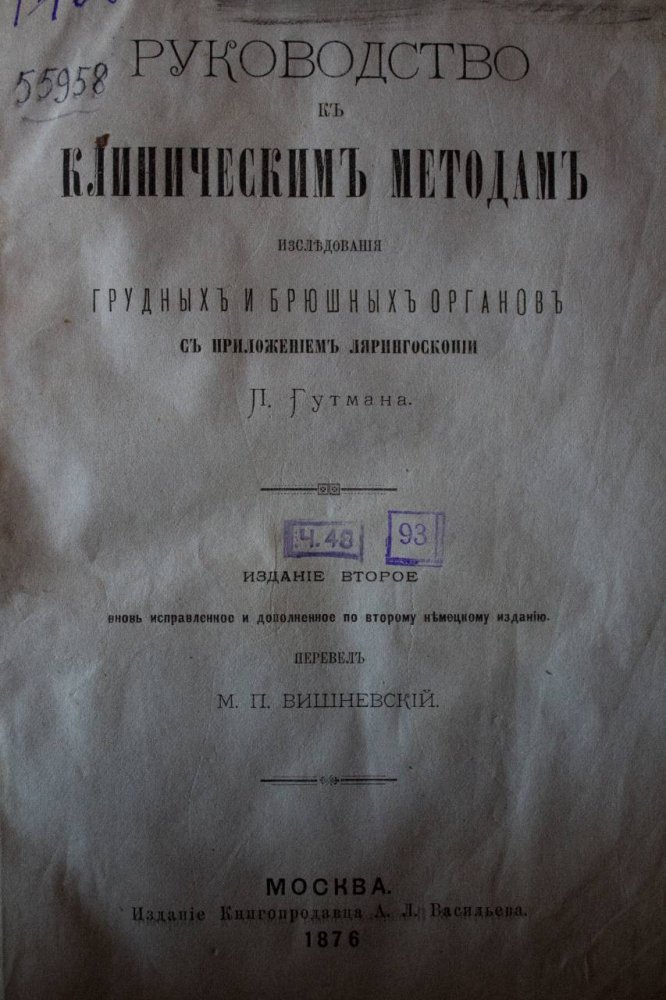 55958
РУКОВОДСТВО
КЪ
КЛИНИЧЕСКИМЪ МЕТОДАМЪ
ИЗСЛѢДОВАНІЯ
ГРУДНЫХЪ И БРЮШНЫХЪ ОРГАНОВЪ
СЪ ПРИЛОЖЕНІЕМЪ ЛЯРИНГОСКОПІИ
П. Гутмана.
Ч.48 93
ИЗДАНІЕ ВТОРОЕ
вновь исправленное и дополненное по второму нѣмецкому изданію.
ПЕРЕВЕЛЪ
М. П. ВИШНЕВСКІЙ.
МОСКВА.
Изданіе Книгопродавца А. Л. Васильева.
1876